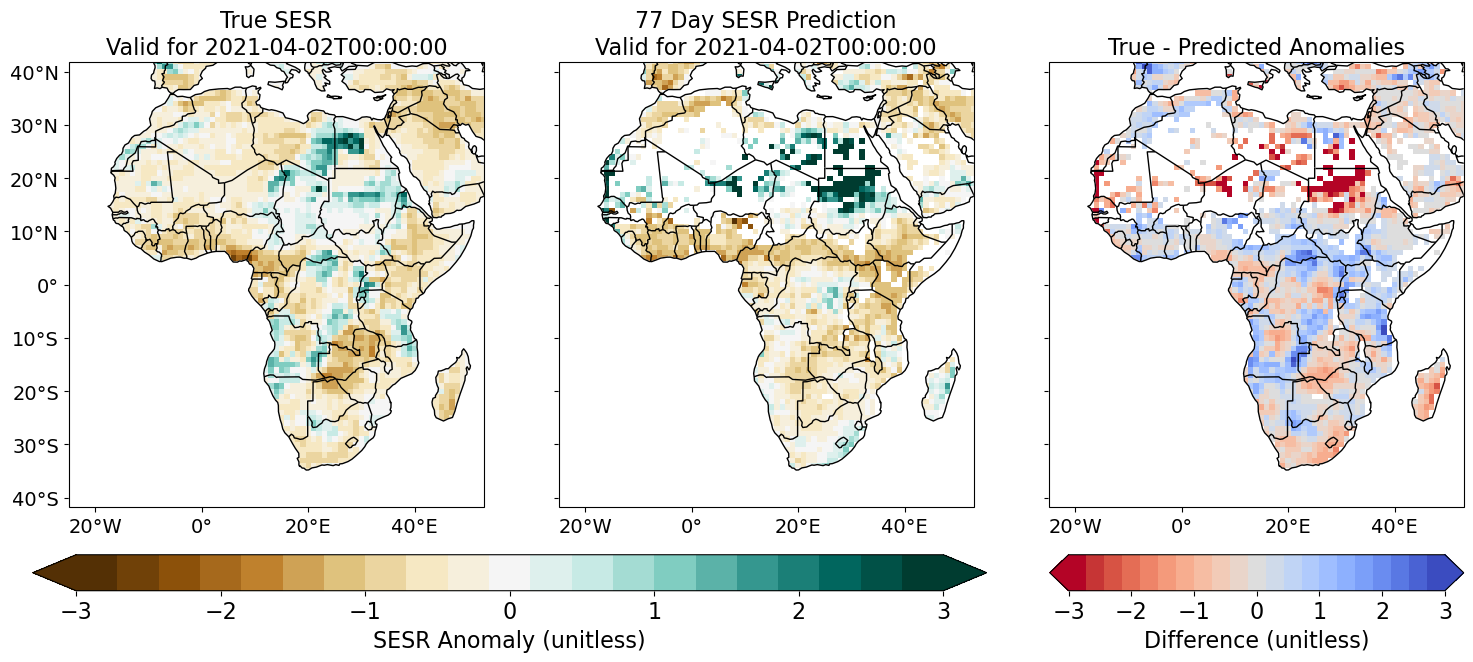 True SESR
Valid for 2021-04-02T00:00:00
77 Day SESR Prediction
Valid for 2021-04-02T00:00:00
True - Predicted Anomalies
40°N
30°N
20°N
10°N
0°
10°S
20°S
30°S
40°S
20°W 0° 20°E 40°E
20°W 0° 20°E 40°E
20°W 0° 20°E 40°E
−3 −2 −1 0 1 2 3
SESR Anomaly (unitless)
−3 −2 −1 0 1 2 3
Difference (unitless)